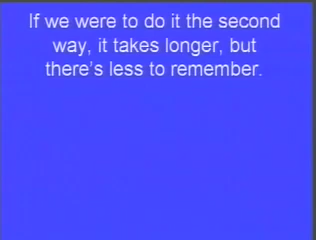 If we were to do it the second
way, it takes longer, but
there's less to remember.